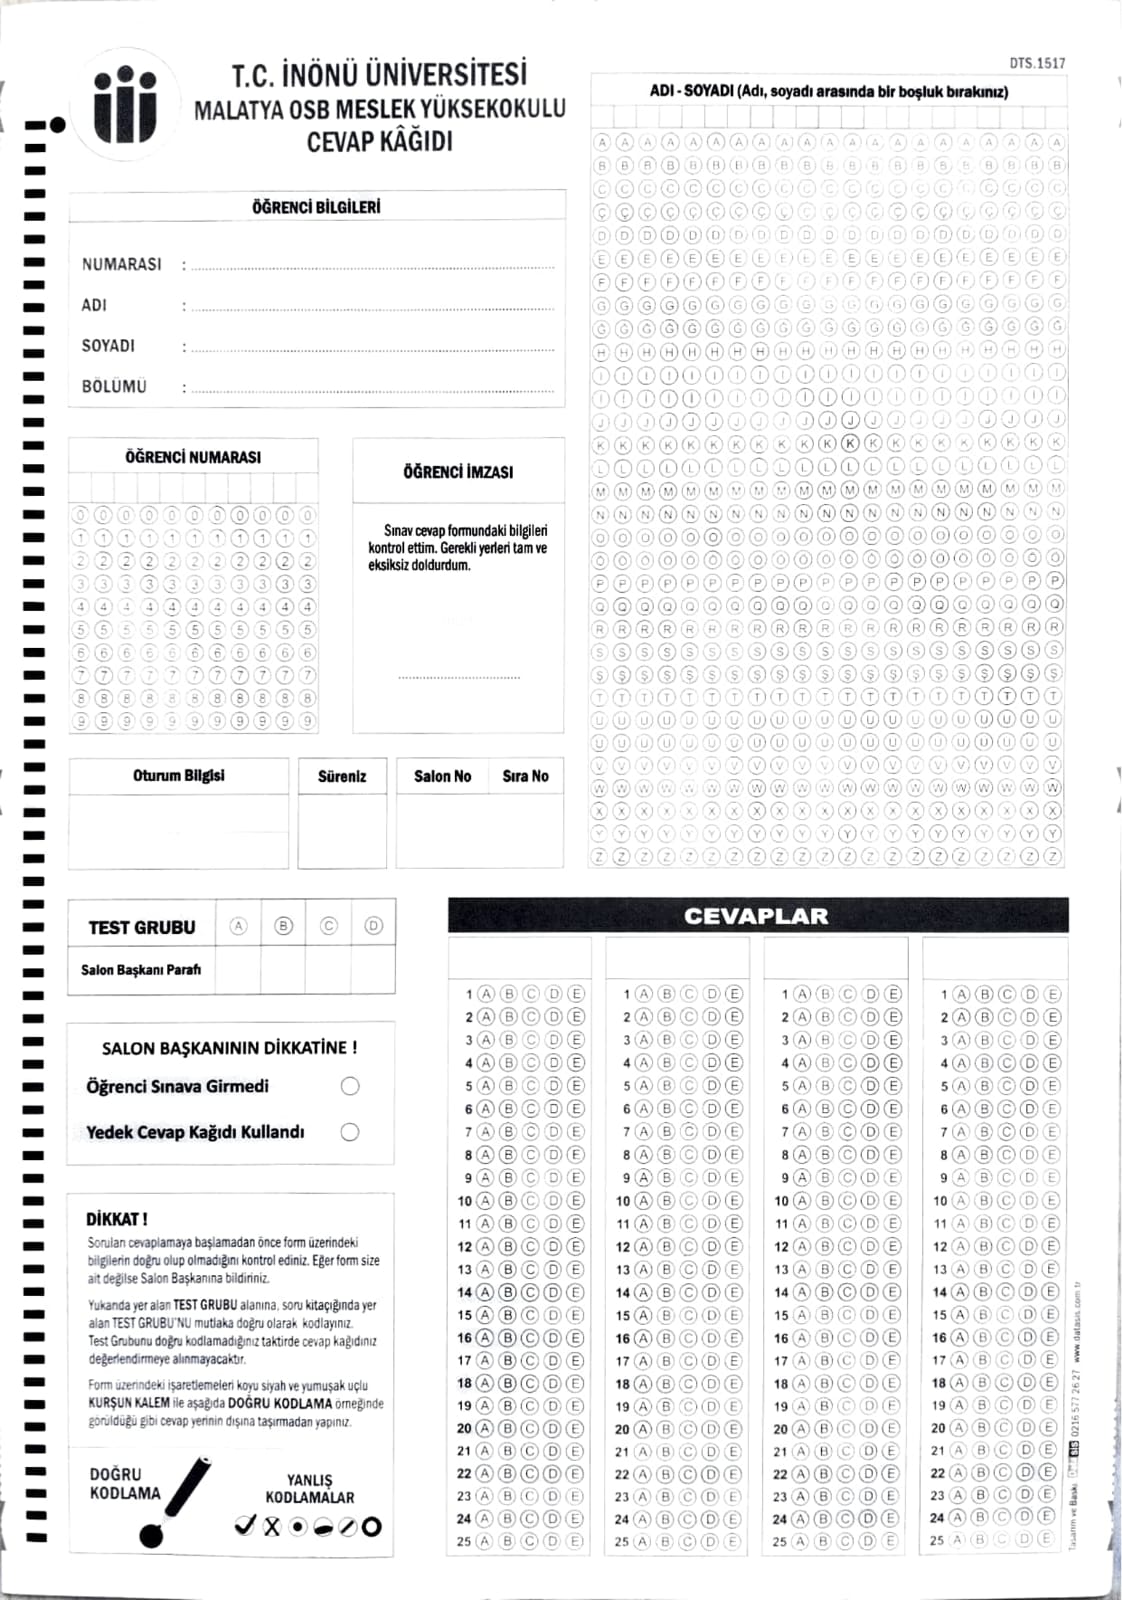 T.C. İNÖNÜ ÜNİVERSİTESİ
MALATYA OSB MESLEK YÜKSEKOKULU
CEVAP KÂĞIDI
DTS.1517
ADI - SOYADI (Adı, soyadı arasında bir boşluk bırakınız)
ÖĞRENCİ BİLGİLERİ
NUMARASI :
ADI :
SOYADI :
BÖLÜMÜ :
ÖĞRENCİ NUMARASI
ÖĞRENCİ İMZASI
Sınav cevap formundaki bilgileri
kontrol ettim. Gerekli yerleri tam ve
eksiksiz doldurdum.
Oturum Bilgisi
Süreniz
Salon No Sıra No
TEST GRUBU A B C D
Salon Başkanı Parafı
SALON BAŞKANININ DİKKATİNE !
Öğrenci Sınava Girmedi
Yedek Cevap Kağıdı Kullandı
DİKKAT !
Soruları cevaplamaya başlamadan önce form üzerindeki
bilgilerin doğru olup olmadığını kontrol ediniz. Eğer form size
ait değilse Salon Başkanına bildiriniz.
Yukarıda yer alan TEST GRUBU alanına, soru kitaçığında yer
alan TEST GRUBU'NU mutlaka doğru olarak kodlayınız.
Test Grubunu doğru kodlamadığınız taktirde cevap kağıdınız
değerlendirmeye alınmayacaktır.
Form üzerindeki işaretlemeleri koyu siyah ve yumuşak uçlu
KURŞUN KALEM ile aşağıda DOĞRU KODLAMA örneğinde
görüldüğü gibi cevap yerinin dışına taşırmadan yapınız.
DOĞRU
KODLAMA
YANLIŞ
KODLAMALAR
CEVAPLAR
1 A B C D E 1 A B C D E 1 A B C D E 1 A B C D E
2 A B C D E 2 A B C D E 2 A B C D E 2 A B C D E
3 A B C D E 3 A B C D E 3 A B C D E 3 A B C D E
4 A B C D E 4 A B C D E 4 A B C D E 4 A B C D E
5 A B C D E 5 A B C D E 5 A B C D E 5 A B C D E
6 A B C D E 6 A B C D E 6 A B C D E 6 A B C D E
7 A B C D E 7 A B C D E 7 A B C D E 7 A B C D E
8 A B C D E 8 A B C D E 8 A B C D E 8 A B C D E
9 A B C D E 9 A B C D E 9 A B C D E 9 A B C D E
10 A B C D E 10 A B C D E 10 A B C D E 10 A B C D E
11 A B C D E 11 A B C D E 11 A B C D E 11 A B C D E
12 A B C D E 12 A B C D E 12 A B C D E 12 A B C D E
13 A B C D E 13 A B C D E 13 A B C D E 13 A B C D E
14 A B C D E 14 A B C D E 14 A B C D E 14 A B C D E
15 A B C D E 15 A B C D E 15 A B C D E 15 A B C D E
16 A B C D E 16 A B C D E 16 A B C D E 16 A B C D E
17 A B C D E 17 A B C D E 17 A B C D E 17 A B C D E
18 A B C D E 18 A B C D E 18 A B C D E 18 A B C D E
19 A B C D E 19 A B C D E 19 A B C D E 19 A B C D E
20 A B C D E 20 A B C D E 20 A B C D E 20 A B C D E
21 A B C D E 21 A B C D E 21 A B C D E 21 A B C D E
22 A B C D E 22 A B C D E 22 A B C D E 22 A B C D E
23 A B C D E 23 A B C D E 23 A B C D E 23 A B C D E
24 A B C D E 24 A B C D E 24 A B C D E 24 A B C D E
25 A B C D E 25 A B C D E 25 A B C D E 25 A B C D E
Tasarım ve Baskı 0216 577 26 27 www.datasis.com.tr